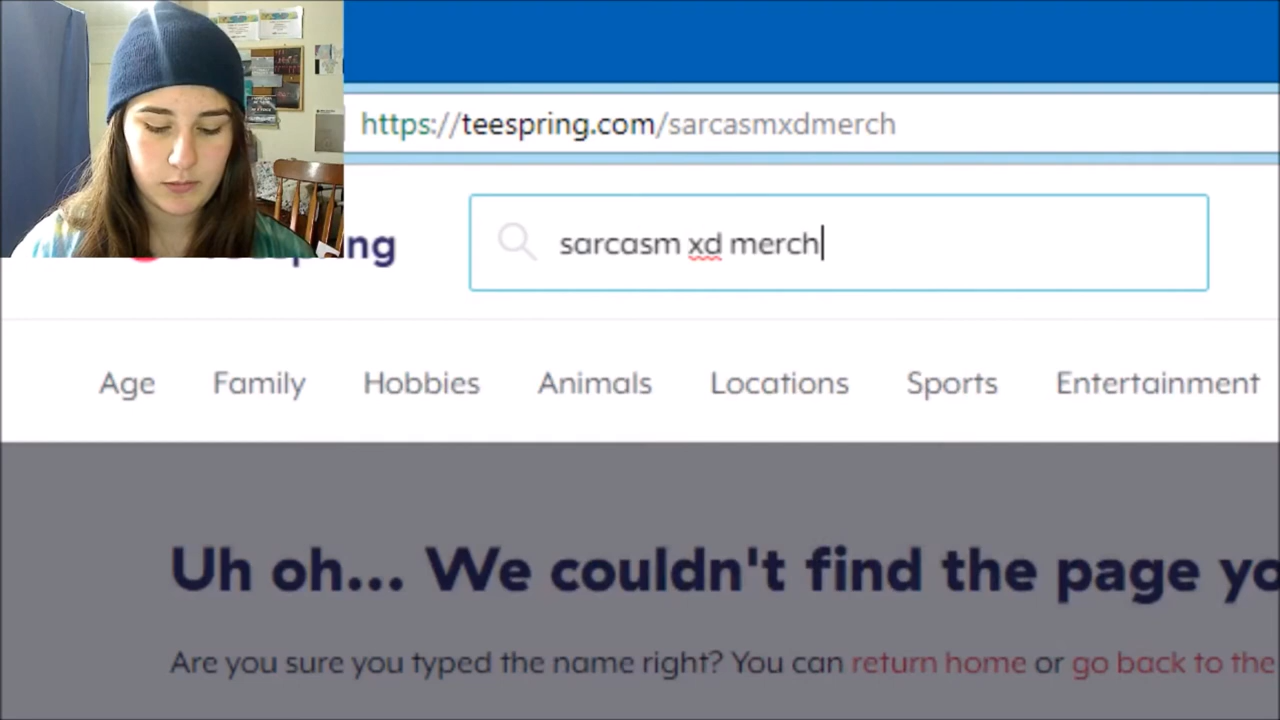 https://teespring.com/sarcasmxdmerch
sarcasm xd merch
Age Family Hobbies Animals Locations Sports Entertainment
Uh oh... We couldn't find the page yo
Are you sure you typed the name right? You can return home or go back to the